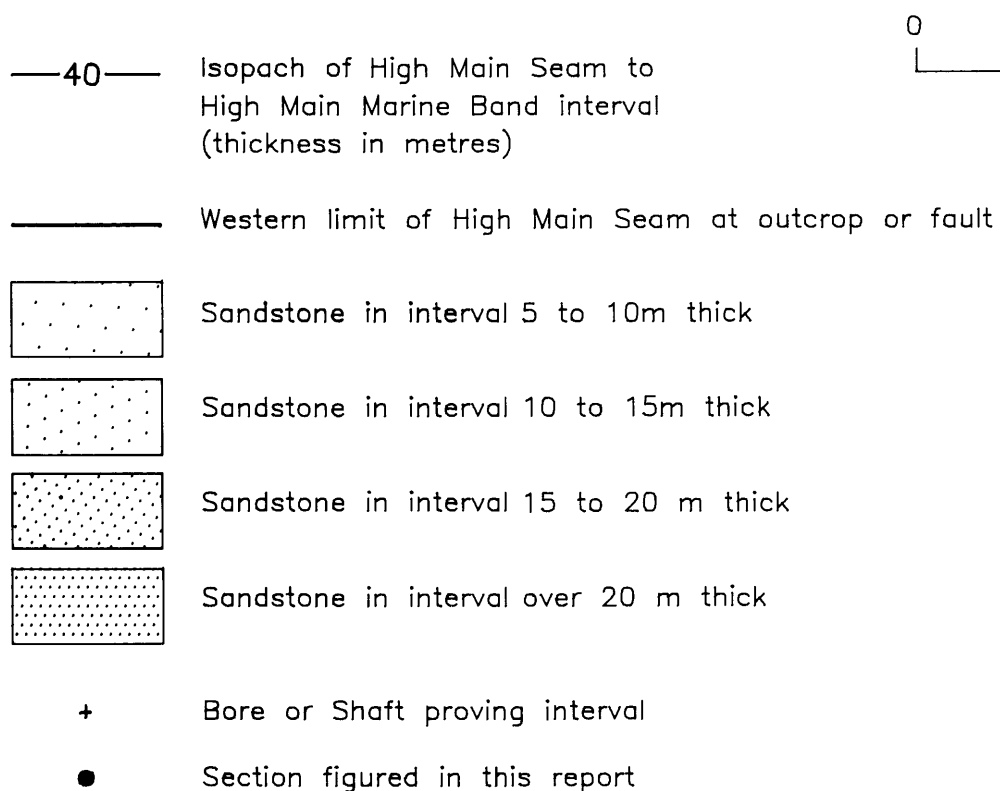 0
40 Isopach of High Main Seam to
High Main Marine Band interval
(thickness in metres)
Western limit of High Main Seam at outcrop or fault
Sandstone in interval 5 to 10m thick
Sandstone in interval 10 to 15m thick
Sandstone in interval 15 to 20 m thick
Sandstone in interval over 20 m thick
Bore or Shaft proving interval
Section figured in this report